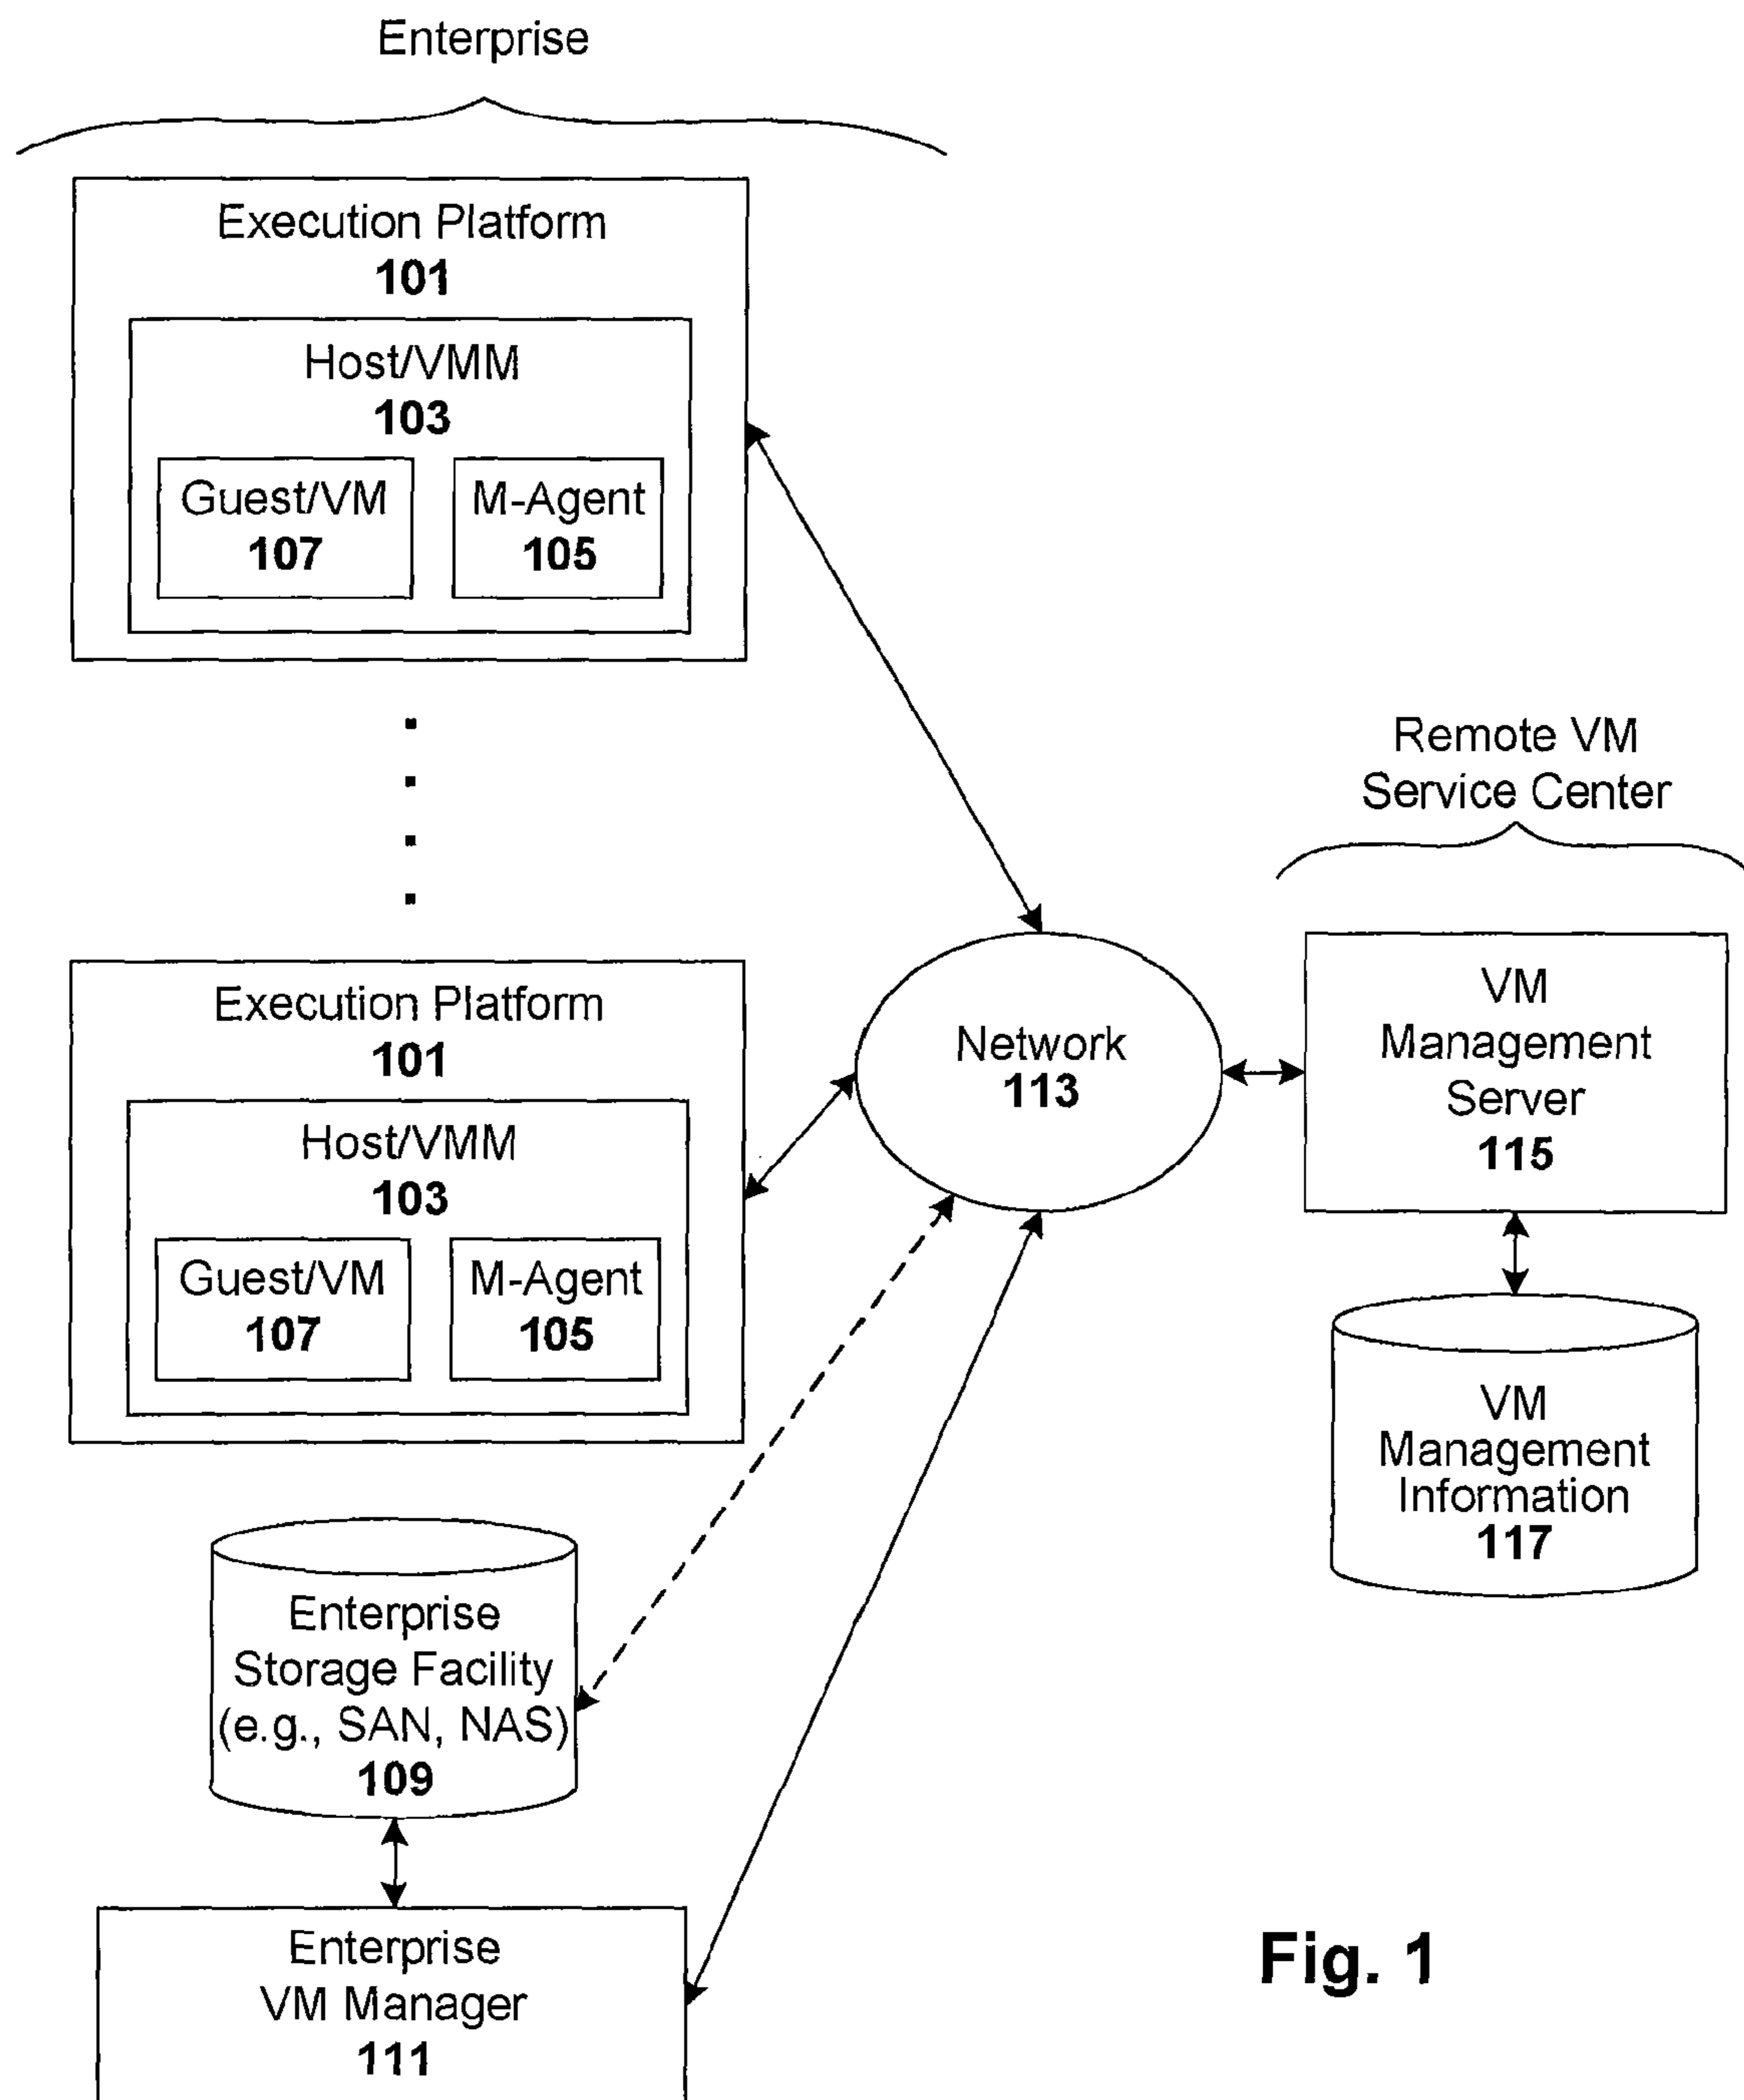 Enterprise
Execution Platform
101
Host/VMM
103
Guest/VM
107
M-Agent
105
Execution Platform
101
Host/VMM
103
Guest/VM
107
M-Agent
105
Enterprise
Storage Facility
(e.g., SAN, NAS)
109
Enterprise
VM Manager
111
Network
113
Remote VM
Service Center
VM
Management
Server
115
VM
Management
Information
117
Fig. 1